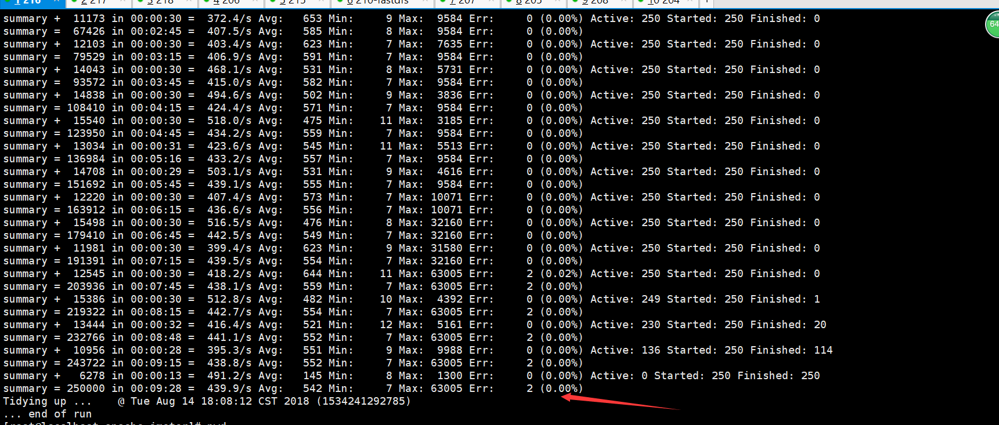 1 216 2 217 3 218 4 206 5 215 6 210-fastdfs 7 207 8 205 9 208 10 204
summary +  11173 in 00:00:30 =  372.4/s Avg:   653 Min:     9 Max:  9584 Err:     0 (0.00%) Active: 250 Started: 250 Finished: 0
64
summary =  67426 in 00:02:45 =  407.5/s Avg:   585 Min:     8 Max:  9584 Err:     0 (0.00%)
summary +  12103 in 00:00:30 =  403.4/s Avg:   623 Min:     7 Max:  7635 Err:     0 (0.00%) Active: 250 Started: 250 Finished: 0
summary =  79529 in 00:03:15 =  406.9/s Avg:   591 Min:     7 Max:  9584 Err:     0 (0.00%)
summary +  14043 in 00:00:30 =  468.1/s Avg:   531 Min:     8 Max:  5731 Err:     0 (0.00%) Active: 250 Started: 250 Finished: 0
summary =  93572 in 00:03:45 =  415.0/s Avg:   582 Min:     7 Max:  9584 Err:     0 (0.00%)
summary +  14838 in 00:00:30 =  494.6/s Avg:   502 Min:     9 Max:  3836 Err:     0 (0.00%) Active: 250 Started: 250 Finished: 0
summary = 108410 in 00:04:15 =  424.4/s Avg:   571 Min:     7 Max:  9584 Err:     0 (0.00%)
summary +  15540 in 00:00:30 =  518.0/s Avg:   475 Min:    11 Max:  3185 Err:     0 (0.00%) Active: 250 Started: 250 Finished: 0
summary = 123950 in 00:04:45 =  434.2/s Avg:   559 Min:     7 Max:  9584 Err:     0 (0.00%)
summary +  13034 in 00:00:31 =  423.6/s Avg:   545 Min:    11 Max:  5513 Err:     0 (0.00%) Active: 250 Started: 250 Finished: 0
summary = 136984 in 00:05:16 =  433.2/s Avg:   557 Min:     7 Max:  9584 Err:     0 (0.00%)
summary +  14708 in 00:00:29 =  503.1/s Avg:   531 Min:     9 Max:  4616 Err:     0 (0.00%) Active: 250 Started: 250 Finished: 0
summary = 151692 in 00:05:45 =  439.1/s Avg:   555 Min:     7 Max:  9584 Err:     0 (0.00%)
summary +  12220 in 00:00:30 =  407.4/s Avg:   573 Min:     7 Max: 10071 Err:     0 (0.00%) Active: 250 Started: 250 Finished: 0
summary = 163912 in 00:06:15 =  436.6/s Avg:   556 Min:     7 Max: 10071 Err:     0 (0.00%)
summary +  15498 in 00:00:30 =  516.5/s Avg:   476 Min:     8 Max: 32160 Err:     0 (0.00%) Active: 250 Started: 250 Finished: 0
summary = 179410 in 00:06:45 =  442.5/s Avg:   549 Min:     7 Max: 32160 Err:     0 (0.00%)
summary +  11981 in 00:00:30 =  399.4/s Avg:   623 Min:     9 Max: 31580 Err:     0 (0.00%) Active: 250 Started: 250 Finished: 0
summary = 191391 in 00:07:15 =  439.5/s Avg:   554 Min:     7 Max: 32160 Err:     0 (0.00%)
summary +  12545 in 00:00:30 =  418.2/s Avg:   644 Min:    11 Max: 63005 Err:     2 (0.02%) Active: 250 Started: 250 Finished: 0
summary = 203936 in 00:07:45 =  438.1/s Avg:   559 Min:     7 Max: 63005 Err:     2 (0.00%)
summary +  15386 in 00:00:30 =  512.8/s Avg:   482 Min:    10 Max:  4392 Err:     0 (0.00%) Active: 249 Started: 250 Finished: 1
summary = 219322 in 00:08:15 =  442.7/s Avg:   554 Min:     7 Max: 63005 Err:     2 (0.00%)
summary +  13444 in 00:00:32 =  416.4/s Avg:   521 Min:    12 Max:  5161 Err:     0 (0.00%) Active: 230 Started: 250 Finished: 20
summary = 232766 in 00:08:48 =  441.1/s Avg:   552 Min:     7 Max: 63005 Err:     2 (0.00%)
summary +  10956 in 00:00:28 =  395.3/s Avg:   551 Min:     9 Max:  9988 Err:     0 (0.00%) Active: 136 Started: 250 Finished: 114
summary = 243722 in 00:09:15 =  438.8/s Avg:   552 Min:     7 Max: 63005 Err:     2 (0.00%)
summary +   6278 in 00:00:13 =  491.2/s Avg:   145 Min:     8 Max:  1300 Err:     0 (0.00%) Active: 0 Started: 250 Finished: 250
summary = 250000 in 00:09:28 =  439.9/s Avg:   542 Min:     7 Max: 63005 Err:     2 (0.00%)
Tidying up ...    @ Tue Aug 14 18:08:12 CST 2018 (1534241292785)
... end of run